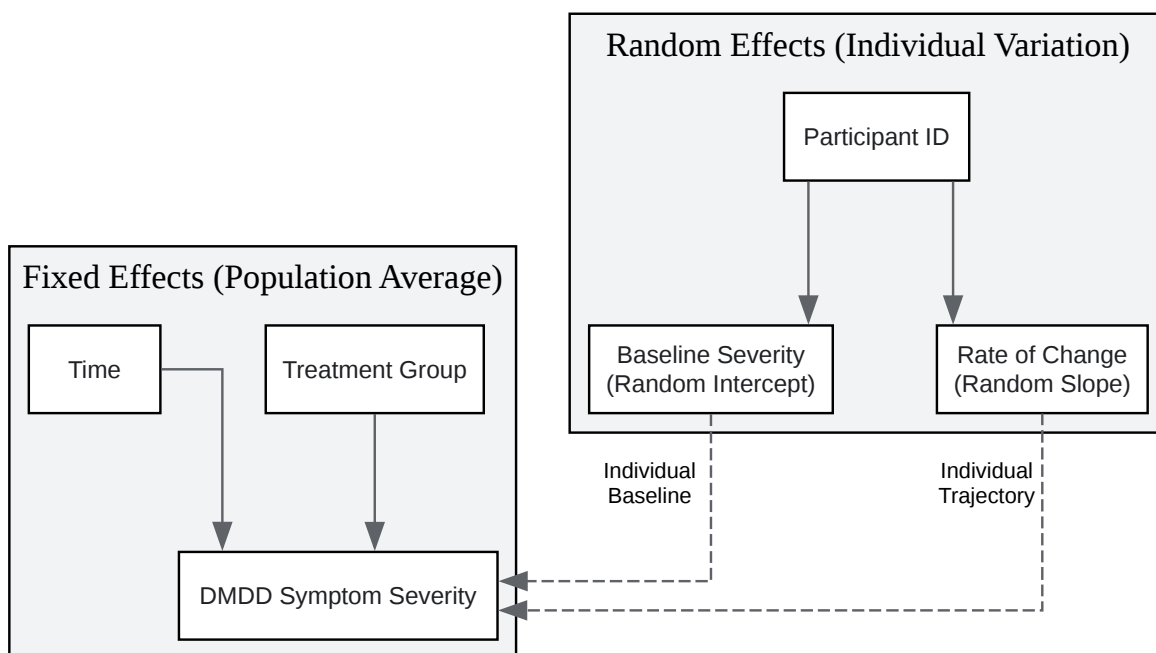 Random Effects (Individual Variation)
Participant ID
Fixed Effects (Population Average)
Time
Treatment Group
Baseline Severity
(Random Intercept)
Rate of Change
(Random Slope)
Individual
Baseline
Individual
Trajectory
DMDD Symptom Severity